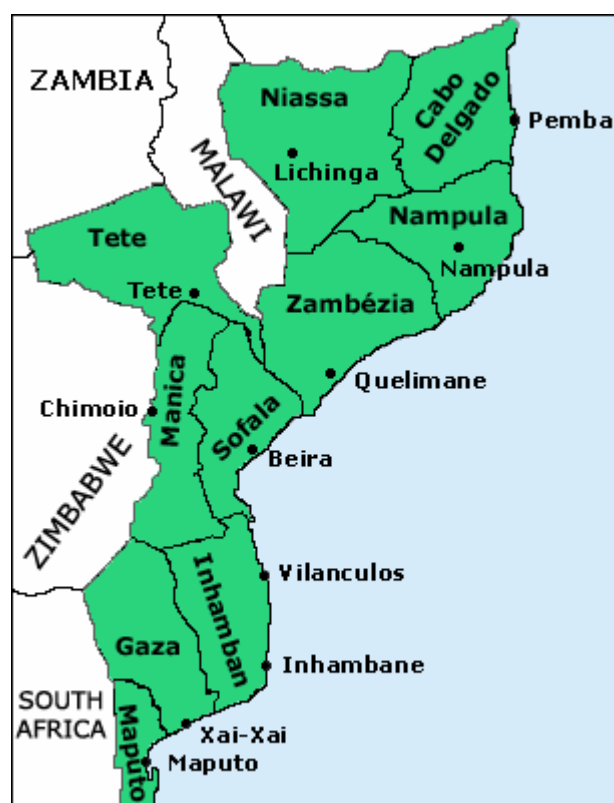 ZAMBIA
Niassa
Cabo
Delgado
Pemba
Lichinga
MALAWI
Nampula
Nampula
Tete
Tete
Zambézia
Quelimane
Manica
Chimoio
Sofala
Beira
ZIMBABWE
Vilanculos
Inhamban
Gaza
Inhambane
SOUTH
AFRICA
Xai-Xai
Maputo
Maputo